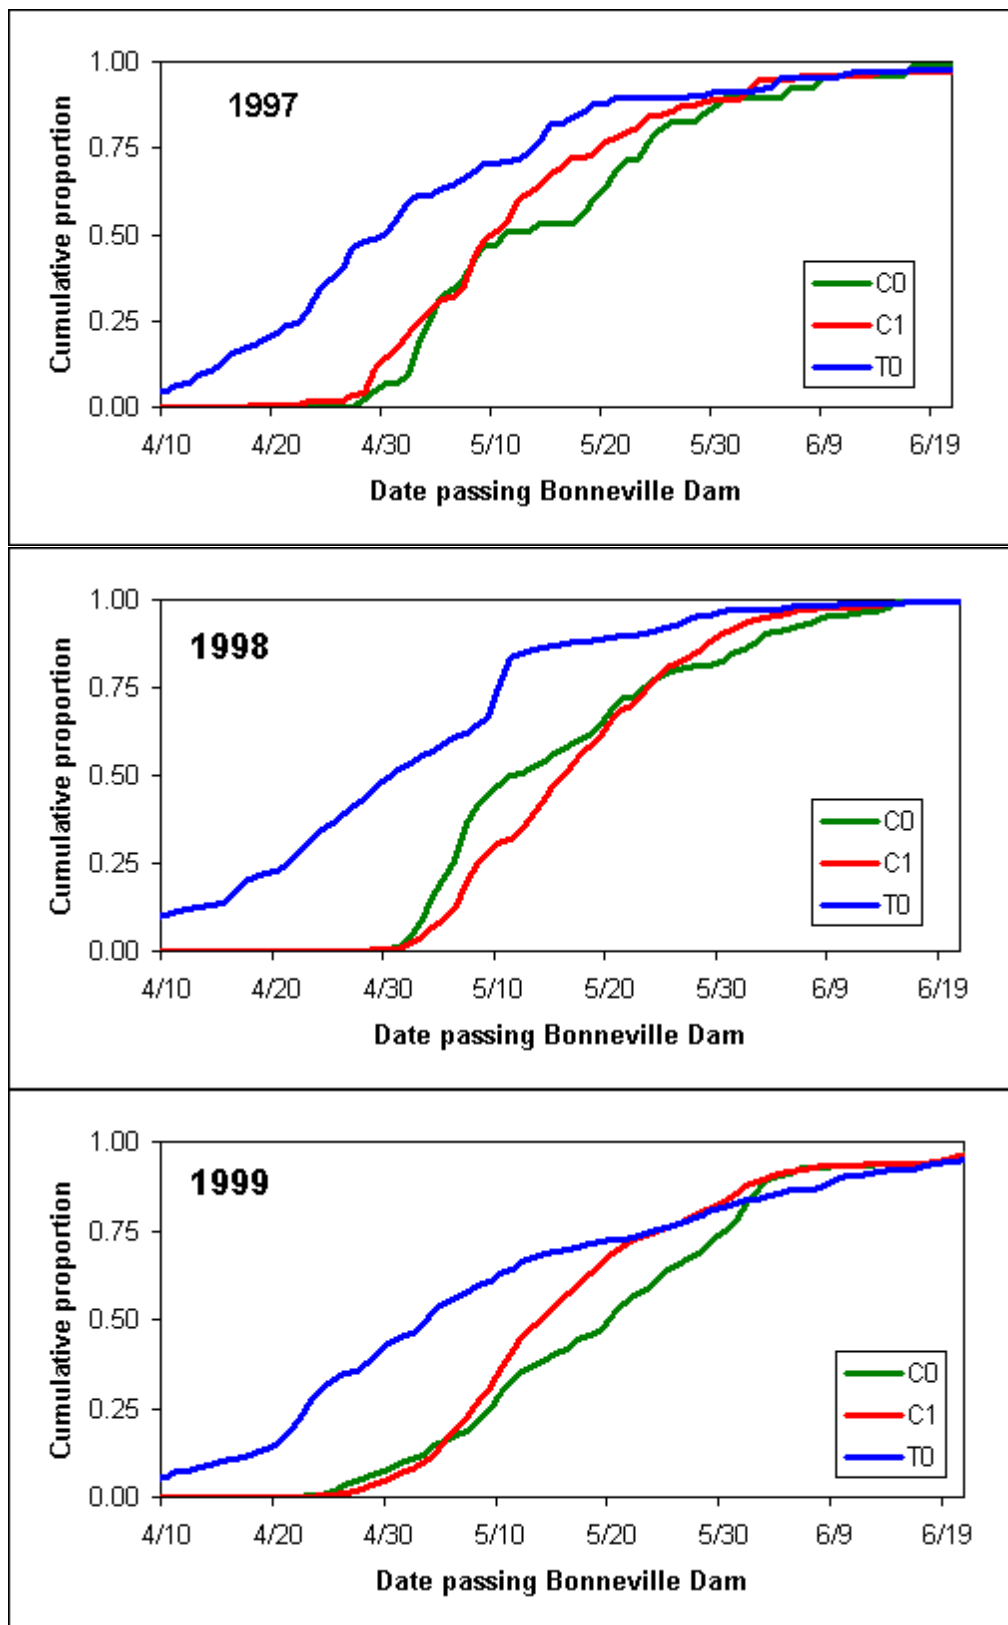 1.00
1997
0.75
Cumulative proportion
0.50
C0
0.25
C1
T0
0.00
4/10 4/20 4/30 5/10 5/20 5/30 6/9 6/19
Date passing Bonneville Dam
1.00
1998
0.75
Cumulative proportion
0.50
C0
0.25
C1
T0
0.00
4/10 4/20 4/30 5/10 5/20 5/30 6/9 6/19
Date passing Bonneville Dam
1.00
1999
0.75
Cumulative proportion
0.50
C0
0.25
C1
T0
0.00
4/10 4/20 4/30 5/10 5/20 5/30 6/9 6/19
Date passing Bonneville Dam